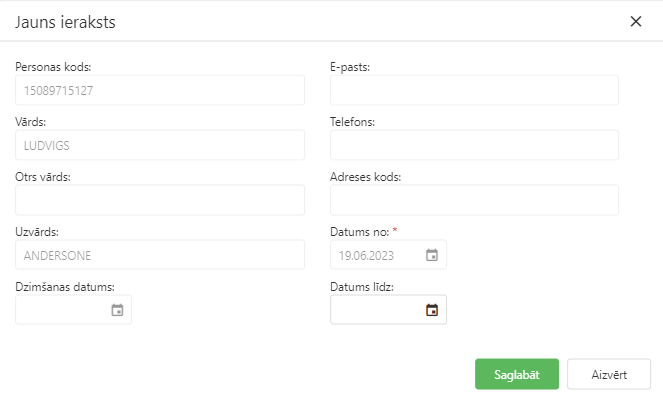 Jauns ieraksts
Personas kods:
15089715127
Vārds:
LUDVIGS
Otrs vārds:
Uzvārds:
ANDERSONE
Dzimšanas datums:
E-pasts:
Telefons:
Adreses kods:
Datums no: *
19.06.2023
Datums līdz:
Saglabāt
Aizvērt